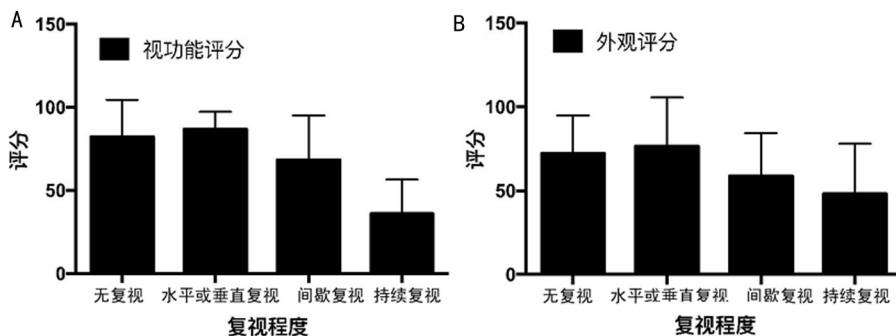 A
视功能评分
评分
150
100
50
0
无复视 水平或垂直复视 间歇复视 持续复视
复视程度
B
外观评分
评分
150
100
50
0
无复视 水平或垂直复视 间歇复视 持续复视
复视程度